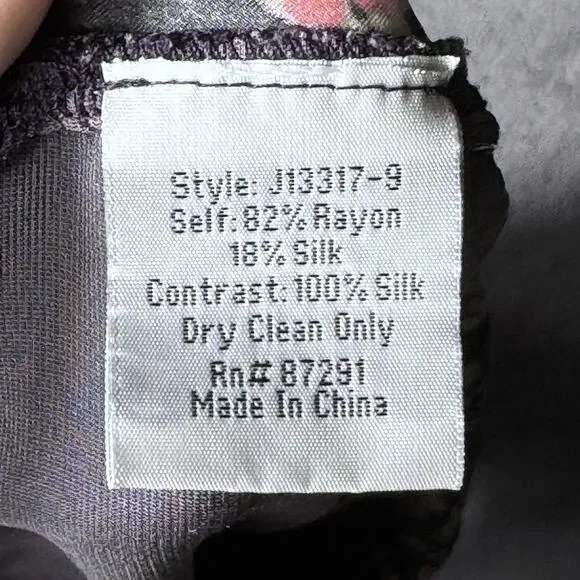 Style: J13317-9
Self: 82% Rayon
18% Silk
Contrast: 100% Silk
Dry Clean Only
Rn# 87291
Made In China